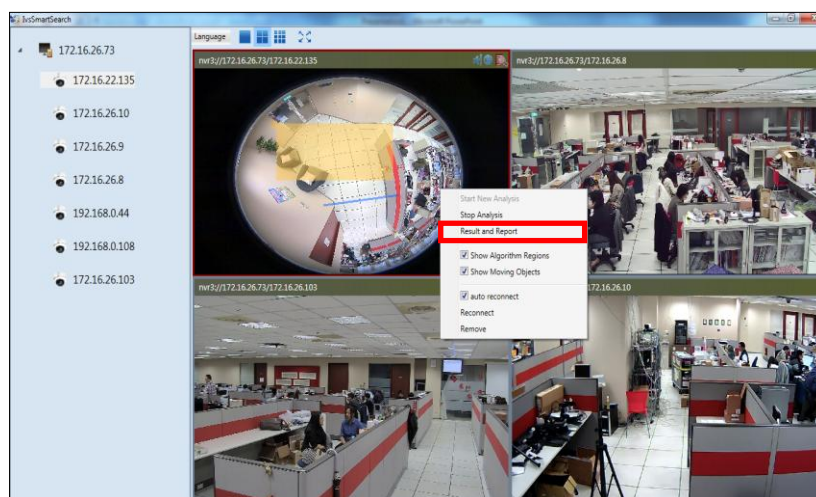 IvsSmartSearch
Language
172.16.26.73
172.16.22.135
172.16.26.10
172.16.26.9
172.16.26.8
192.168.0.44
192.168.0.108
172.16.26.103
nvr3://172.16.26.73/172.16.22.135
nvr3://172.16.26.73/172.16.26.8
Start New Analysis
Stop Analysis
Result and Report
Show Algorithm Regions
Show Moving Objects
auto reconnect
Reconnect
Remove
nvr3://172.16.26.73/172.16.26.103
172.16.26.10